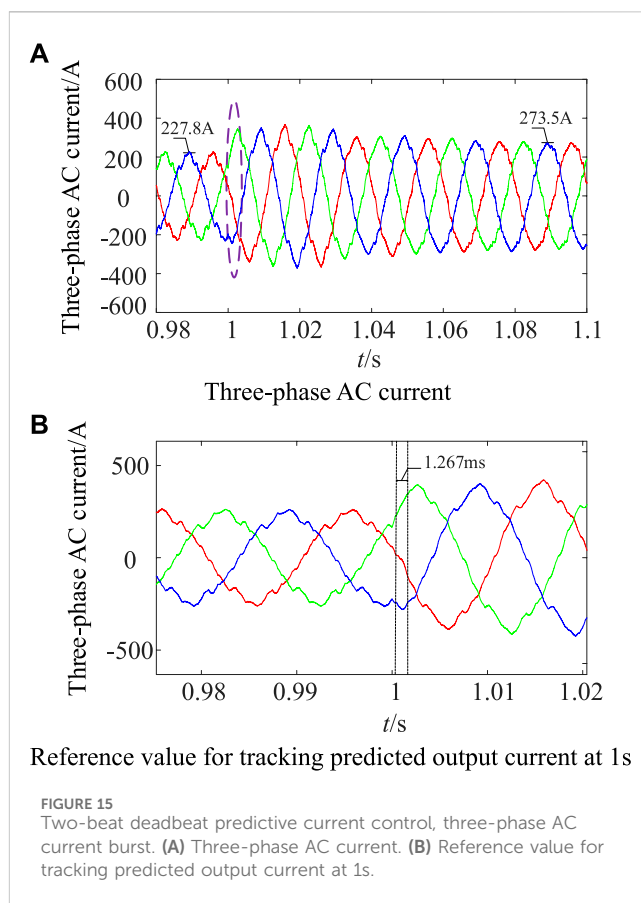 A
Three-phase AC current/A
600
400
200
0
-200
-400
-600
227.8A
273.5A
0.98 1 1.02 1.04 1.06 1.08 1.1
t/s
Three-phase AC current
B
Three-phase AC current/A
500
0
-500
1.267ms
0.98 0.99 1 1.01 1.02
t/s
Reference value for tracking predicted output current at 1s
FIGURE 15
Two-beat deadbeat predictive current control, three-phase AC
current burst. (A) Three-phase AC current. (B) Reference value for
tracking predicted output current at 1s.